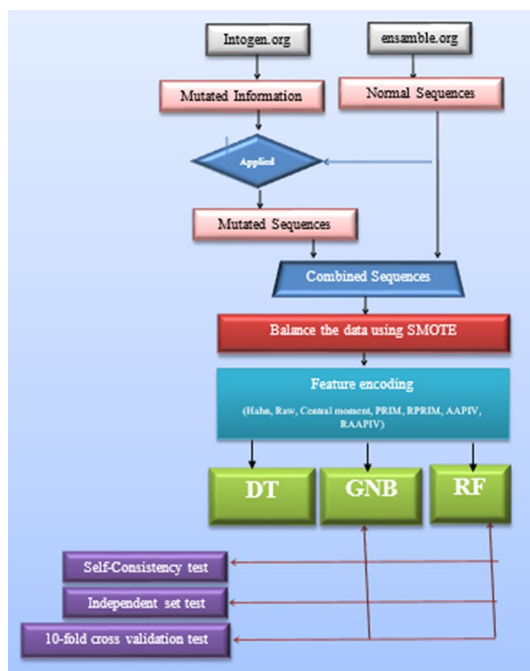 Intogen.org
ensamble.org
Mutated Information
Normal Sequences
Applied
Mutated Sequences
Combined Sequences
Balance the data using SMOTE
Feature encoding
(Hahn, Raw, Central moment, PRIM, RPRIM, AAPIV,
RAAPIV)
DT
GNB
RF
Self-Consistency test
Independent set test
10-fold cross validation test